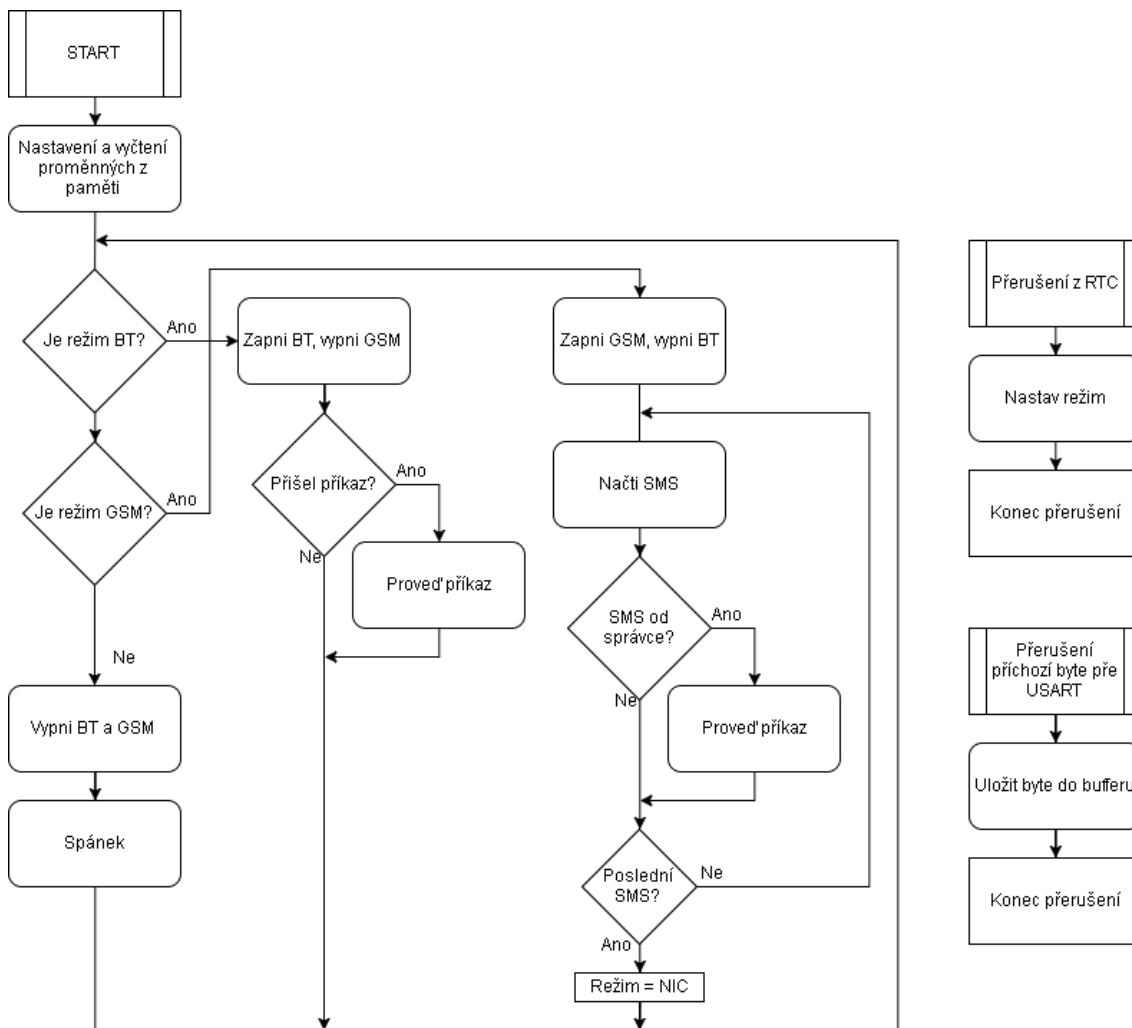 START
Nastavení a vyčtení
proměnných z
paměti
Je režim BT?
Ano
Je režim GSM?
Ano
Ne
Vypni BT a GSM
Spánek
Zapni BT, vypni GSM
Přišel příkaz?
Ano
Ne
Proveď příkaz
Zapni GSM, vypni BT
Načti SMS
SMS od
správce?
Ano
Ne
Proveď příkaz
Poslední
SMS?
Ne
Ano
Režim = NIC
Přerušení z RTC
Nastav režim
Konec přerušení
Přerušení
příchozí byte pře
USART
Uložit byte do bufferu
Konec přerušení